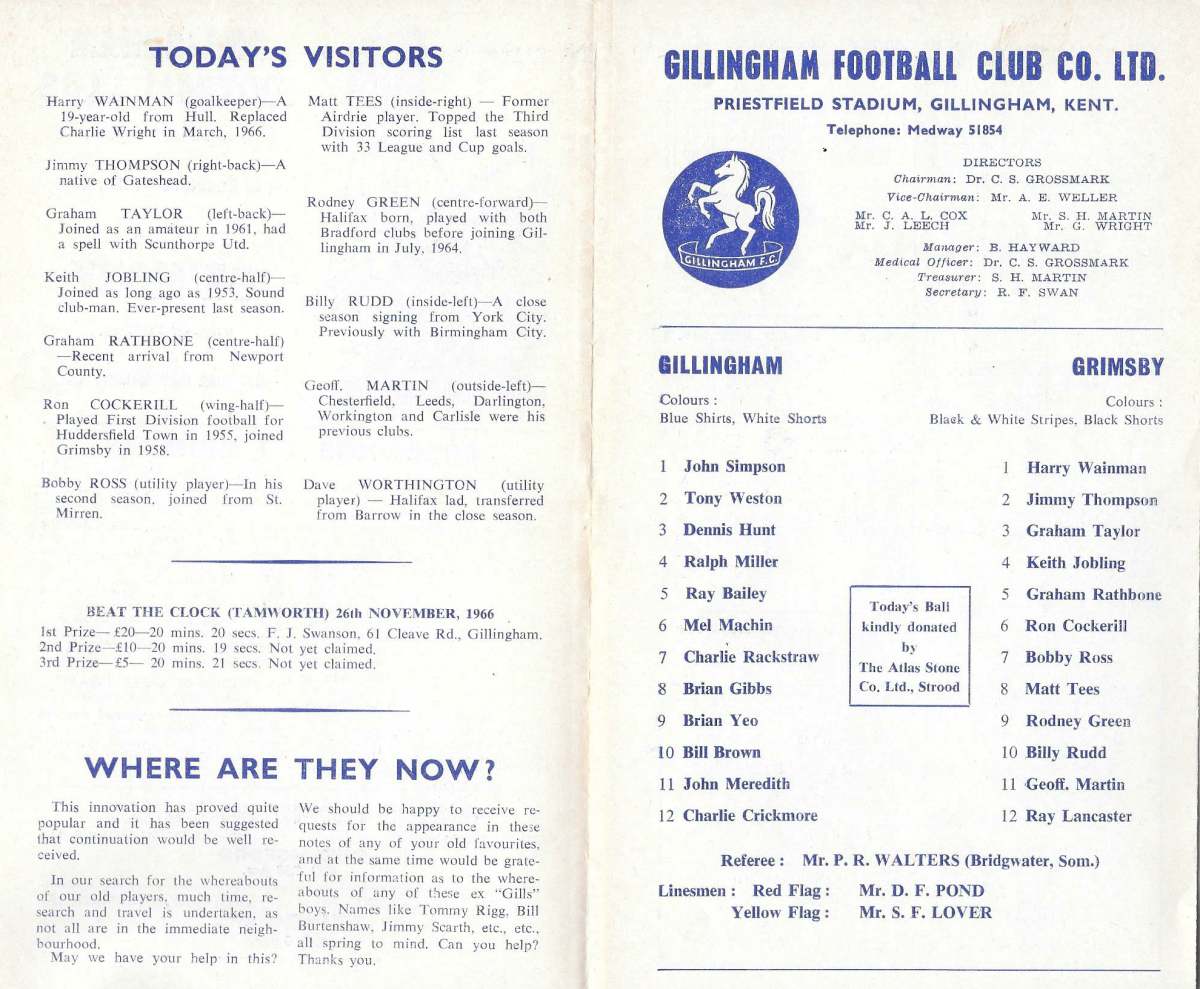 TODAY'S VISITORS
Harry WAINMAN (goalkeeper)—A
19-year-old from Hull. Replaced
Charlie Wright in March, 1966.
Jimmy THOMPSON (right-back)—A
native of Gateshead.
Graham TAYLOR (left-back)—
Joined as an amateur in 1961, had
a spell with Scunthorpe Utd.
Keith JOBLING (centre-half)—
Joined as long ago as 1953. Sound
club-man. Ever-present last season.
Graham RATHBONE (centre-half)
—Recent arrival from Newport
County.
Ron COCKERILL (wing-half)—
Played First Division football for
Huddersfield Town in 1955, joined
Grimsby in 1958.
Bobby ROSS (utility player)—In his
second season, joined from St.
Mirren.
Matt TEES (inside-right) — Former
Airdrie player. Topped the Third
Division scoring list last season
with 33 League and Cup goals.
Rodney GREEN (centre-forward)—
Halifax born, played with both
Bradford clubs before joining Gil-
lingham in July, 1964.
Billy RUDD (inside-left)—A close
season signing from York City.
Previously with Birmingham City.
Geoff. MARTIN (outside-left)—
Chesterfield, Leeds, Darlington,
Workington and Carlisle were his
previous clubs.
Dave WORTHINGTON (utility
player) — Halifax lad, transferred
from Barrow in the close season.
BEAT THE CLOCK (TAMWORTH) 26th NOVEMBER, 1966
1st Prize— £20—20 mins. 20 secs. F. J. Swanson, 61 Cleave Rd., Gillingham.
2nd Prize—£10—20 mins. 19 secs. Not yet claimed.
3rd Prize—£5— 20 mins. 21 secs. Not yet claimed.
WHERE ARE THEY NOW?
This innovation has proved quite
popular and it has been suggested
that continuation would be well re-
ceived.
In our search for the whereabouts
of our old players, much time, re-
search and travel is undertaken, as
not all are in the immediate neigh-
bourhood.
May we have your help in this?
We should be happy to receive re-
quests for the appearance in these
notes of any of your old favourites,
and at the same time would be grate-
ful for information as to the where-
abouts of any of these ex "Gills"
boys. Names like Tommy Rigg, Bill
Burtenshaw, Jimmy Scarth, etc., etc.,
all spring to mind. Can you help?
Thanks you.
GILLINGHAM FOOTBALL CLUB CO. LTD.
PRIESTFIELD STADIUM, GILLINGHAM, KENT.
Telephone: Medway 51854
GILLINGHAM F.C.
DIRECTORS
Chairman: Dr. C. S. GROSSMARK
Vice-Chairman: Mr. A. E. WELLER
Mr. C. A. L. COX Mr. S. H. MARTIN
Mr. J. LEECH Mr. G. WRIGHT
Manager: B. HAYWARD
Medical Officer: Dr. C. S. GROSSMARK
Treasurer: S. H. MARTIN
Secretary: R. F. SWAN
GILLINGHAM
Colours :
Blue Shirts, White Shorts
1 John Simpson
2 Tony Weston
3 Dennis Hunt
4 Ralph Miller
5 Ray Bailey
6 Mel Machin
7 Charlie Rackstraw
8 Brian Gibbs
9 Brian Yeo
10 Bill Brown
11 John Meredith
12 Charlie Crickmore
Today's Ball
kindly donated
by
The Atlas Stone
Co. Ltd., Strood
GRIMSBY
Colours :
Black & White Stripes, Black Shorts
1 Harry Wainman
2 Jimmy Thompson
3 Graham Taylor
4 Keith Jobling
5 Graham Rathbone
6 Ron Cockerill
7 Bobby Ross
8 Matt Tees
9 Rodney Green
10 Billy Rudd
11 Geoff. Martin
12 Ray Lancaster
Referee : Mr. P. R. WALTERS (Bridgwater, Som.)
Linesmen : Red Flag : Mr. D. F. POND
Yellow Flag : Mr. S. F. LOVER